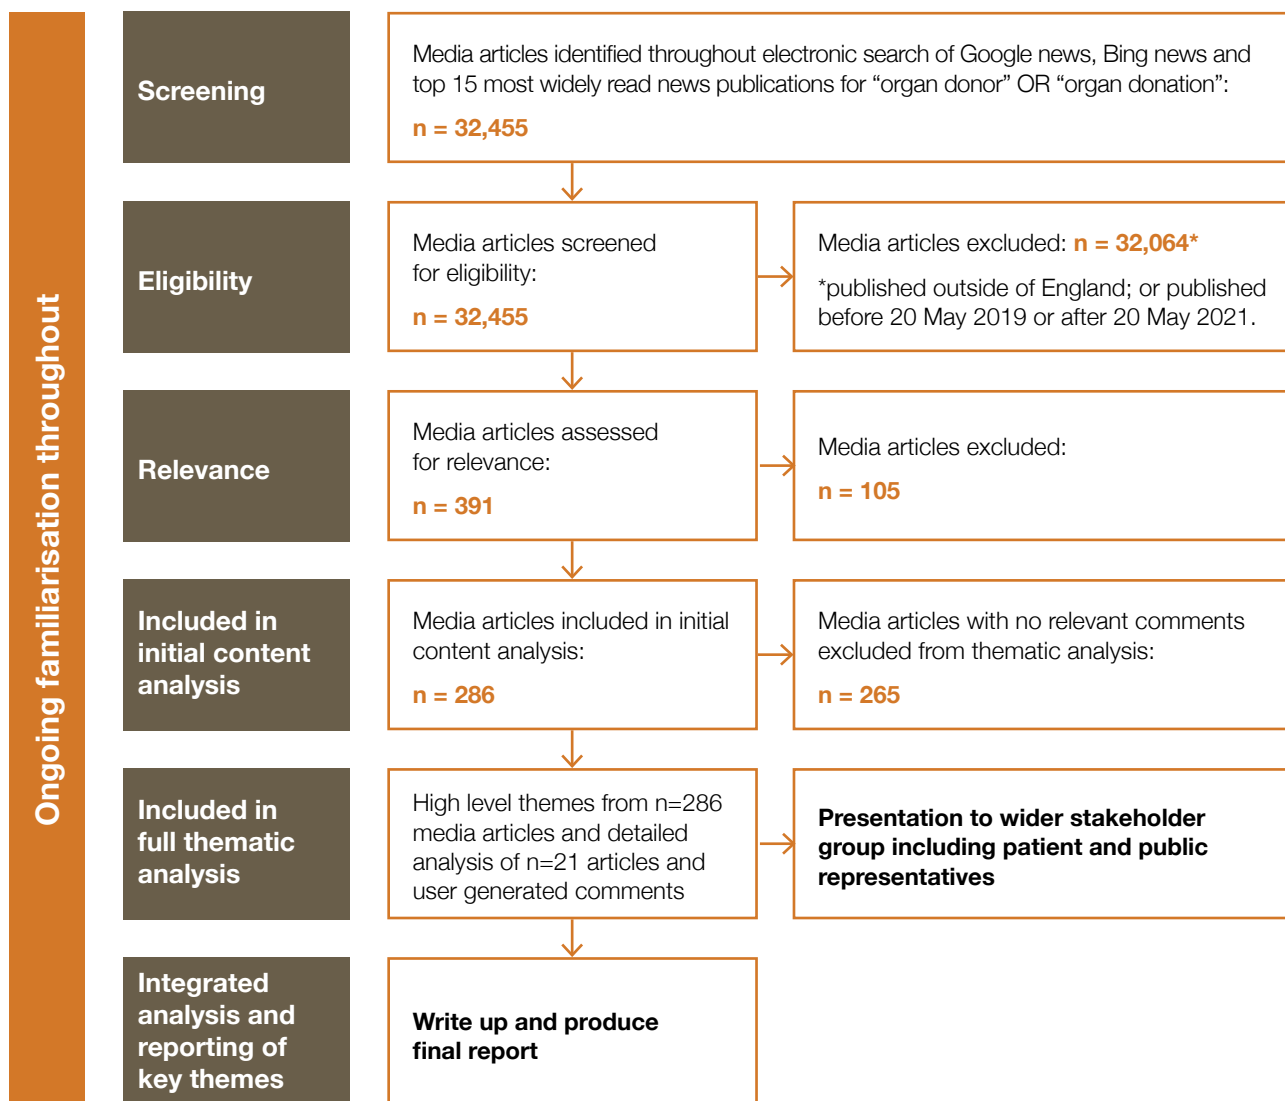 Ongoing familiarisation throughout
Screening
Media articles identified throughout electronic search of Google news, Bing news and
top 15 most widely read news publications for “organ donor” OR “organ donation”:
n = 32,455
Eligibility
Media articles screened
for eligibility:
n = 32,455
Media articles excluded: n = 32,064*
*published outside of England; or published
before 20 May 2019 or after 20 May 2021.
Relevance
Media articles assessed
for relevance:
n = 391
Media articles excluded:
n = 105
Included in
initial content
analysis
Media articles included in initial
content analysis:
n = 286
Media articles with no relevant comments
excluded from thematic analysis:
n = 265
Included in
full thematic
analysis
High level themes from n=286
media articles and detailed
analysis of n=21 articles and
user generated comments
Presentation to wider stakeholder
group including patient and public
representatives
Integrated
analysis and
reporting of
key themes
Write up and produce
final report